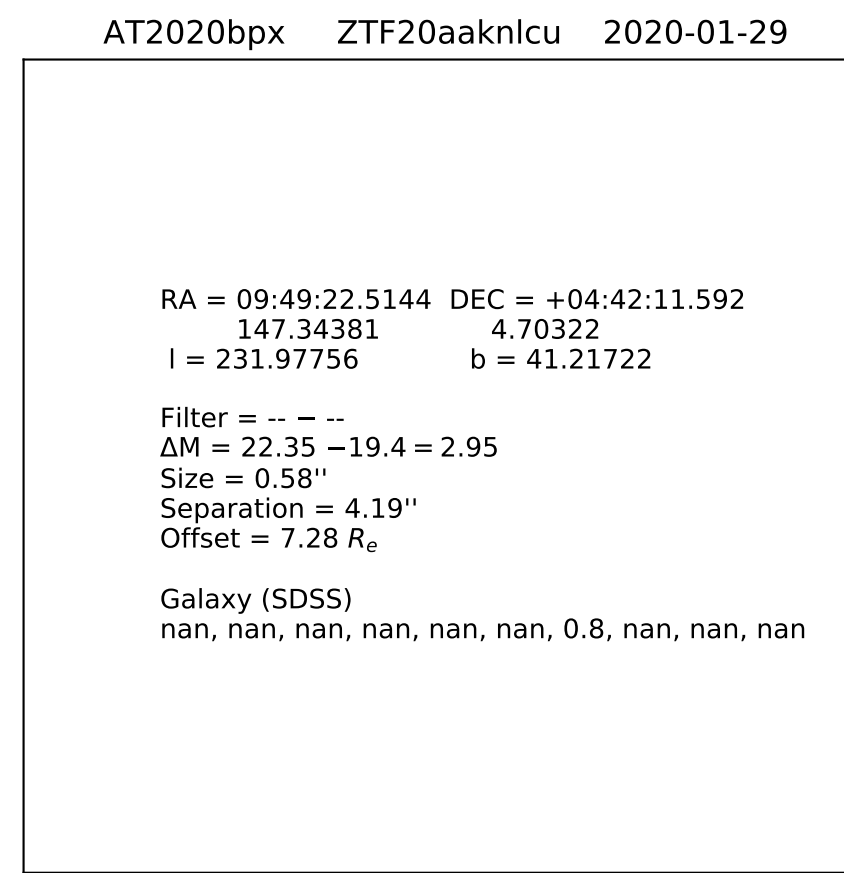 AT2020bpx ZTF20aaknlcu 2020-01-29
RA = 09:49:22.5144 DEC = +04:42:11.592
147.34381 4.70322
l = 231.97756 b = 41.21722
Filter = -- − --
ΔM = 22.35 −19.4 = 2.95
Size = 0.58''
Separation = 4.19''
Offset = 7.28 Rₑ
Galaxy (SDSS)
nan, nan, nan, nan, nan, nan, 0.8, nan, nan, nan